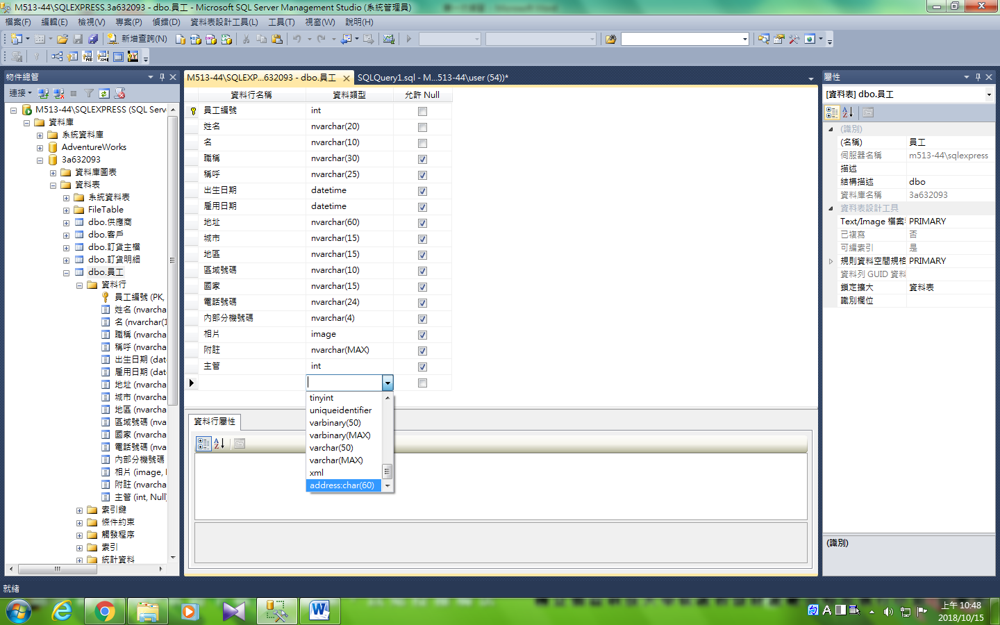 M513-44\SQLEXPRESS.3a632093 - dbo.員工 - Microsoft SQL Server Management Studio (系統管理員)
檔案(F) 編輯(E) 檢視(V) 專案(P) 偵錯(D) 資料表設計工具(L) 工具(T) 視窗(W) 說明(H)
新增查詢(N)
物件總管
連接
M513-44\SQLEXPRESS (SQL Serv
資料庫
系統資料庫
AdventureWorks
3a632093
資料庫圖表
資料表
系統資料表
FileTable
dbo.供應商
dbo.客戶
dbo.訂貨主檔
dbo.訂貨明細
dbo.員工
資料行
員工編號 (PK,
姓名 (nvarcha
名 (nvarchar(1
職稱 (nvarcha
稱呼 (nvarcha
出生日期 (dat
雇用日期 (dat
地址 (nvarcha
城市 (nvarcha
地區 (nvarcha
區域號碼 (nva
國家 (nvarcha
電話號碼 (nva
內部分機號碼
相片 (image,
附註 (nvarcha
主管 (int, Null)
索引鍵
條件約束
觸發程序
索引
統計資料
M513-44\SQLEXP...632093 - dbo.員工
SQLQuery1.sql - M...513-44\user (54))*
資料行名稱 資料類型 允許 Null
員工編號 int
姓名 nvarchar(20)
名 nvarchar(10)
職稱 nvarchar(30)
稱呼 nvarchar(25)
出生日期 datetime
雇用日期 datetime
地址 nvarchar(60)
城市 nvarchar(15)
地區 nvarchar(15)
區域號碼 nvarchar(10)
國家 nvarchar(15)
電話號碼 nvarchar(24)
內部分機號碼 nvarchar(4)
相片 image
附註 nvarchar(MAX)
主管 int
tinyint
uniqueidentifier
varbinary(50)
varbinary(MAX)
varchar(50)
varchar(MAX)
xml
address:char(60)
資料行屬性
屬性
[資料表] dbo.員工
(識別)
(名稱) 員工
伺服器名稱 m513-44\sqlexpress
描述
結構描述 dbo
資料庫名稱 3a632093
資料表設計工具
Text/Image 檔案 PRIMARY
已複寫 否
可編索引 是
規則資料空間規格 PRIMARY
資料列 GUID 資料
鎖定擴大 資料表
識別欄位
(識別)
就緒
上午 10:48
2018/10/15